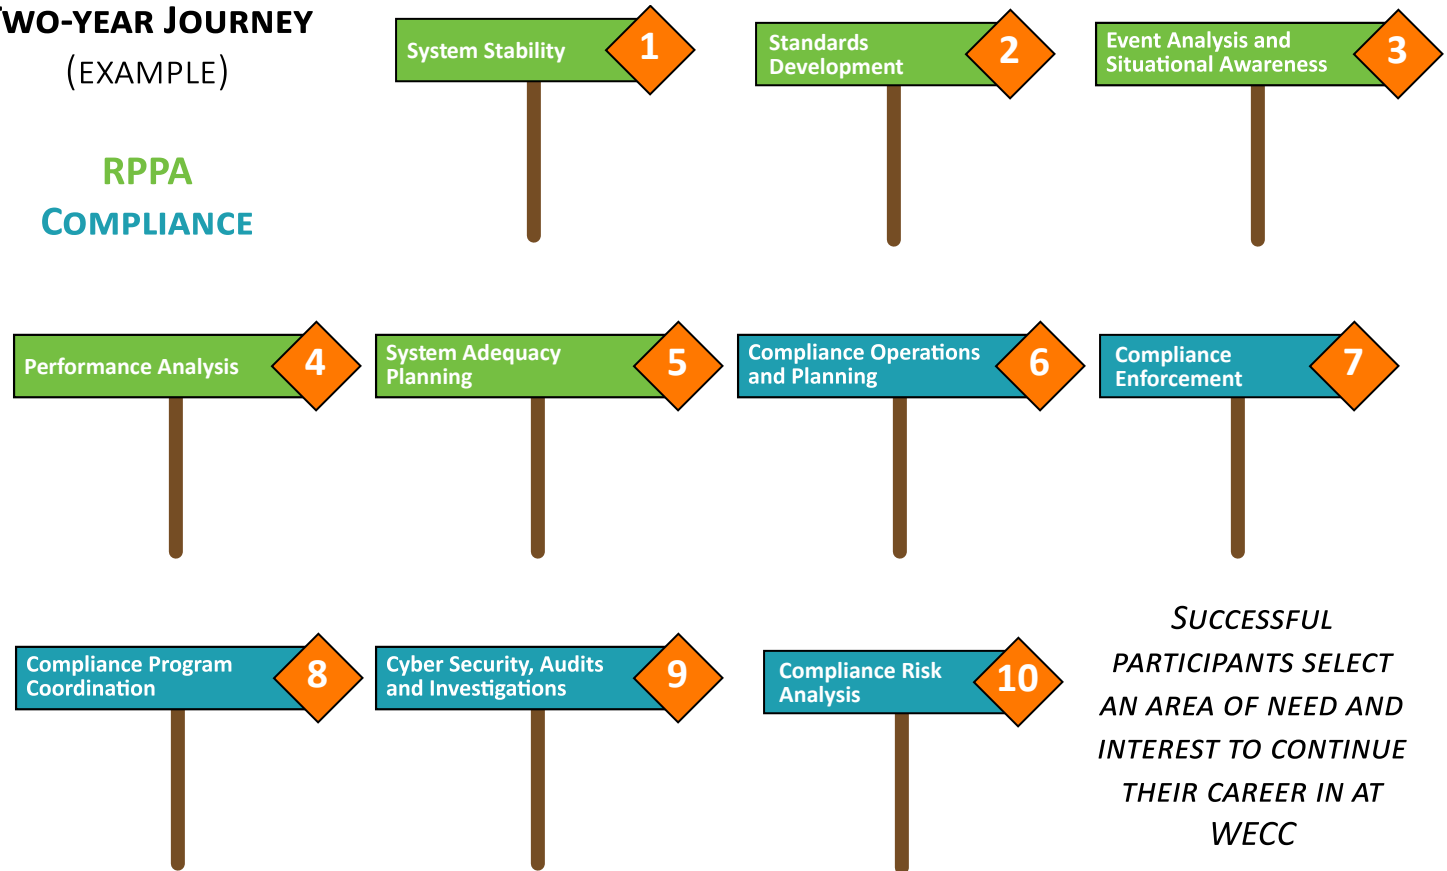 Two-year Journey
(example)
RPPA
Compliance
System Stability
1
Standards
Development
2
Event Analysis and
Situational Awareness
3
Performance Analysis
4
System Adequacy
Planning
5
Compliance Operations
and Planning
6
Compliance
Enforcement
7
Compliance Program
Coordination
8
Cyber Security, Audits
and Investigations
9
Compliance Risk
Analysis
10
Successful
participants select
an area of need and
interest to continue
their career in at
WECC